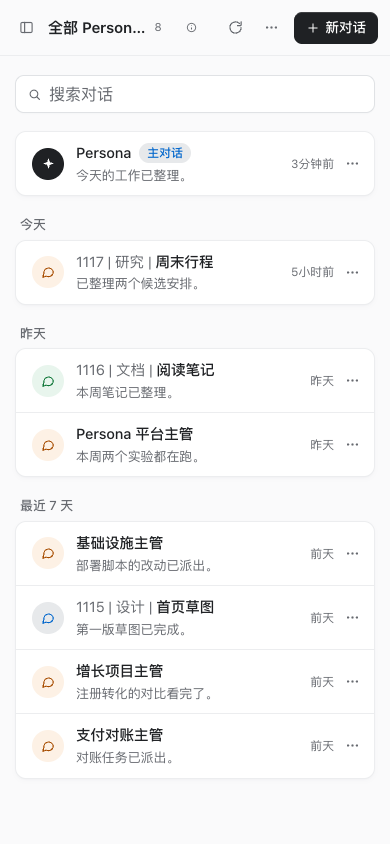 全部 Person... 8
新对话
搜索对话
Persona 主对话
今天的工作已整理。
3分钟前
今天
1117 | 研究 | 周末行程
已整理两个候选安排。
5小时前
昨天
1116 | 文档 | 阅读笔记
本周笔记已整理。
昨天
Persona 平台主管
本周两个实验都在跑。
昨天
最近 7 天
基础设施主管
部署脚本的改动已派出。
前天
1115 | 设计 | 首页草图
第一版草图已完成。
前天
增长项目主管
注册转化的对比看完了。
前天
支付对账主管
对账任务已派出。
前天